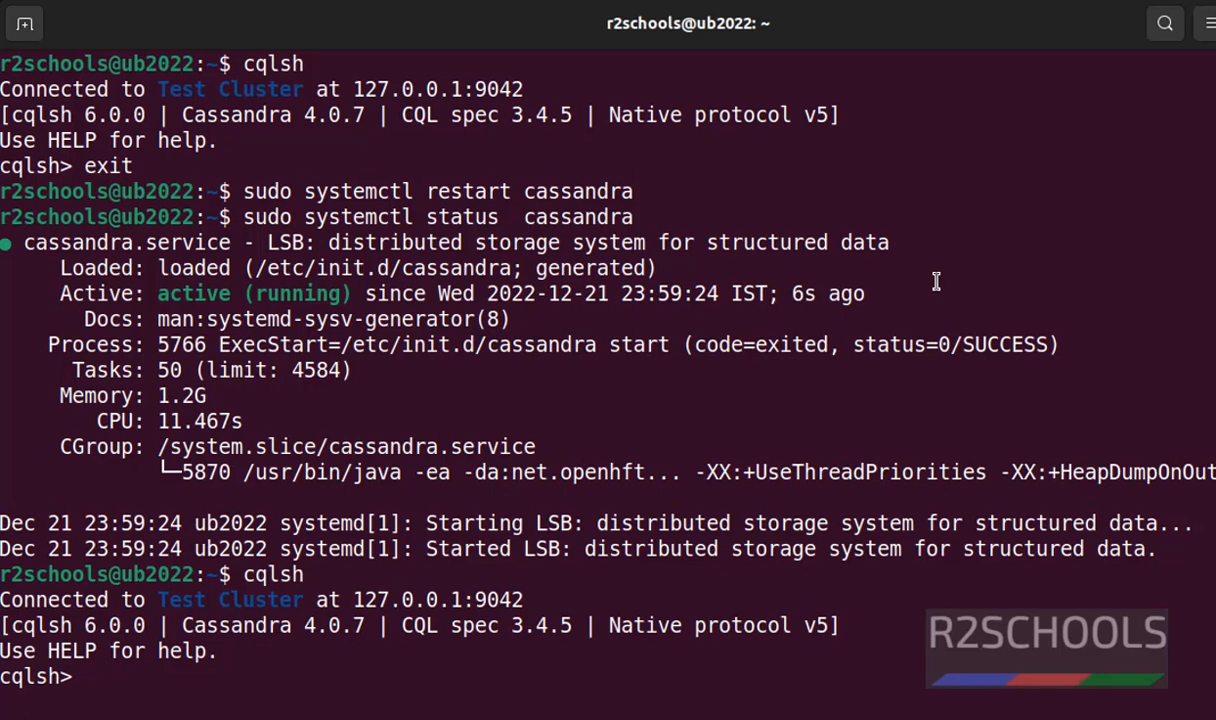 r2schools@ub2022: ~
r2schools@ub2022:~$ cqlsh
Connected to Test Cluster at 127.0.0.1:9042
[cqlsh 6.0.0 | Cassandra 4.0.7 | CQL spec 3.4.5 | Native protocol v5]
Use HELP for help.
cqlsh> exit
r2schools@ub2022:~$ sudo systemctl restart cassandra
r2schools@ub2022:~$ sudo systemctl status  cassandra
● cassandra.service - LSB: distributed storage system for structured data
     Loaded: loaded (/etc/init.d/cassandra; generated)
     Active: active (running) since Wed 2022-12-21 23:59:24 IST; 6s ago
       Docs: man:systemd-sysv-generator(8)
    Process: 5766 ExecStart=/etc/init.d/cassandra start (code=exited, status=0/SUCCESS)
      Tasks: 50 (limit: 4584)
     Memory: 1.2G
        CPU: 11.467s
     CGroup: /system.slice/cassandra.service
             └─5870 /usr/bin/java -ea -da:net.openhft... -XX:+UseThreadPriorities -XX:+HeapDumpOnOut
Dec 21 23:59:24 ub2022 systemd[1]: Starting LSB: distributed storage system for structured data...
Dec 21 23:59:24 ub2022 systemd[1]: Started LSB: distributed storage system for structured data.
r2schools@ub2022:~$ cqlsh
Connected to Test Cluster at 127.0.0.1:9042
[cqlsh 6.0.0 | Cassandra 4.0.7 | CQL spec 3.4.5 | Native protocol v5]
Use HELP for help.
cqlsh>
R2SCHOOLS